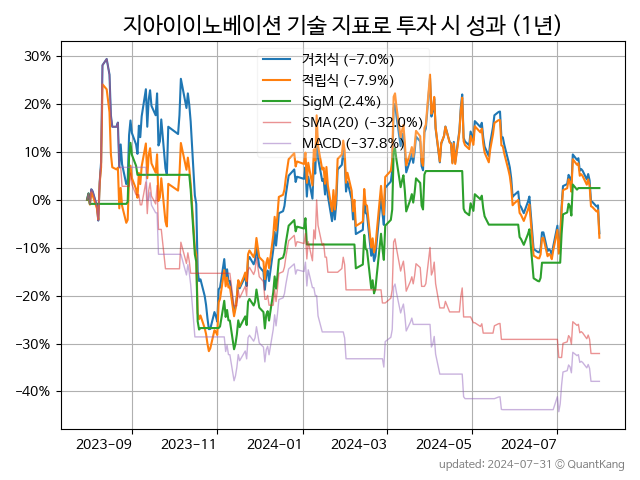 지아이이노베이션 기술 지표로 투자 시 성과 (1년)
거치식 (−7.0%)
적립식 (−7.9%)
SigM (2.4%)
SMA(20) (−32.0%)
MACD (−37.8%)
30%
20%
10%
0%
−10%
−20%
−30%
−40%
2023−09 2023−11 2024−01 2024−03 2024−05 2024−07
updated: 2024-07-31 © QuantKang